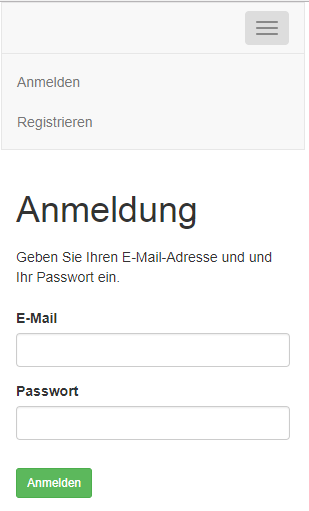 Anmelden
Registrieren
Anmeldung
Geben Sie Ihren E-Mail-Adresse und und
Ihr Passwort ein.
E-Mail
Passwort
Anmelden